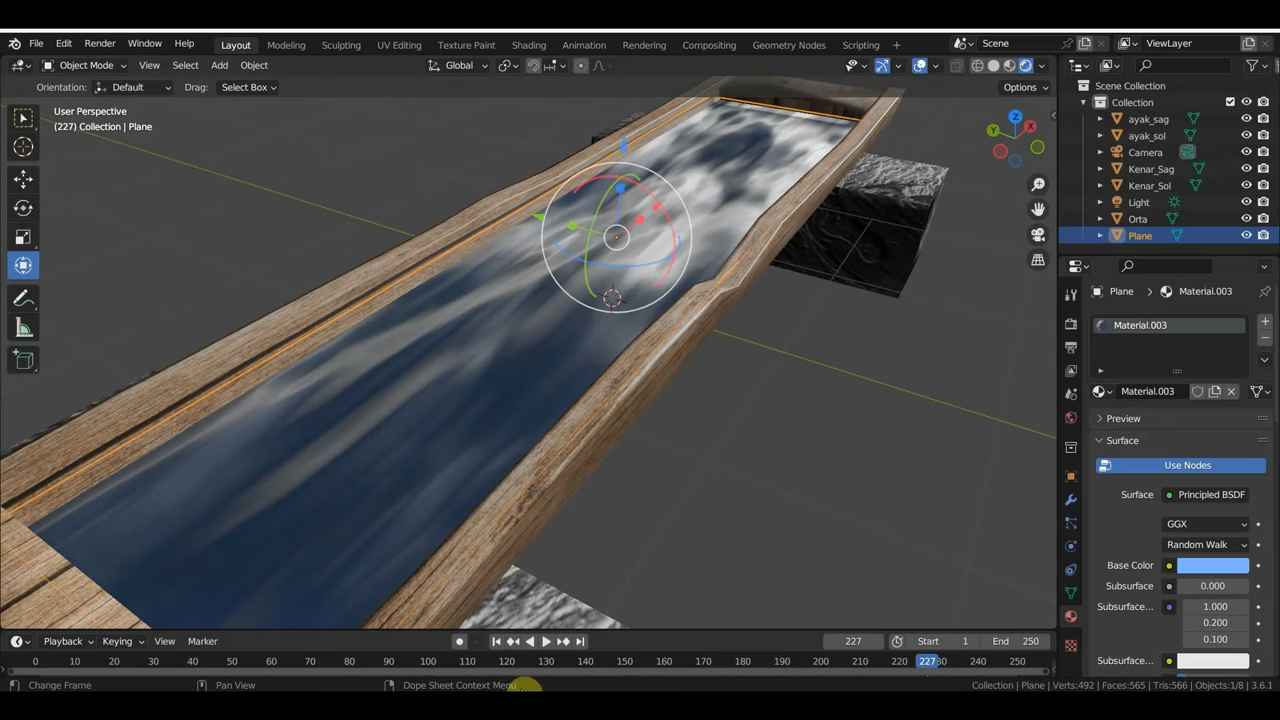 File Edit Render Window Help Layout Modeling Sculpting UV Editing Texture Paint Shading Animation Rendering Compositing Geometry Nodes Scripting + Scene ViewLayer
Object Mode View Select Add Object Global
Orientation: Default Drag: Select Box Options
User Perspective
(227) Collection | Plane
Z
Y
X
Scene Collection
Collection
ayak_sag
ayak_sol
Camera
Kenar_Sag
Kenar_Sol
Light
Orta
Plane
Plane Material.003
Material.003
Material.003
Preview
Surface
Use Nodes
Surface Principled BSDF
GGX
Random Walk
Base Color
Subsurface 0.000
Subsurface... 1.000
0.200
0.100
Subsurface...
Playback Keying View Marker 227 Start 1 End 250
0 10 20 30 40 50 60 70 80 90 100 110 120 130 140 150 160 170 180 190 200 210 220 227 240 250
Change Frame Pan View Dope Sheet Context Menu Collection | Plane | Verts:492 | Faces:565 | Tris:566 | Objects:1/8 | 3.6.1